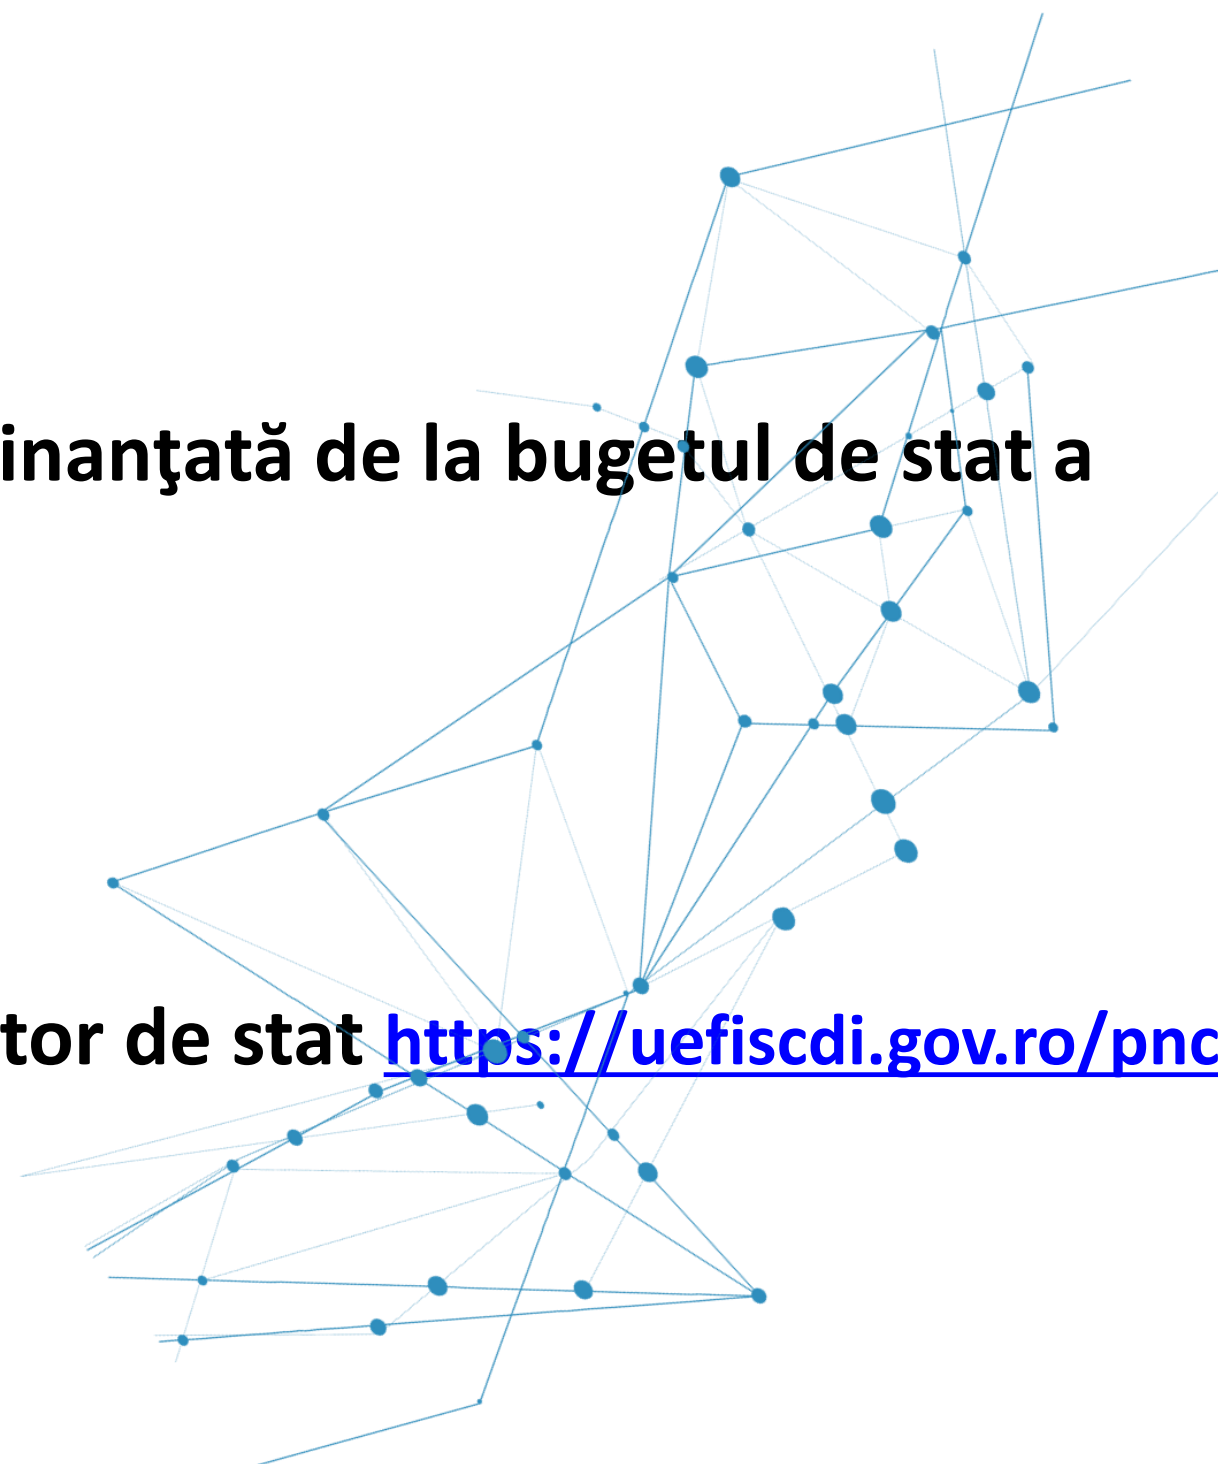 inanţată de la bugetul de stat a
tor de stat https://uefiscdi.gov.ro/pnc